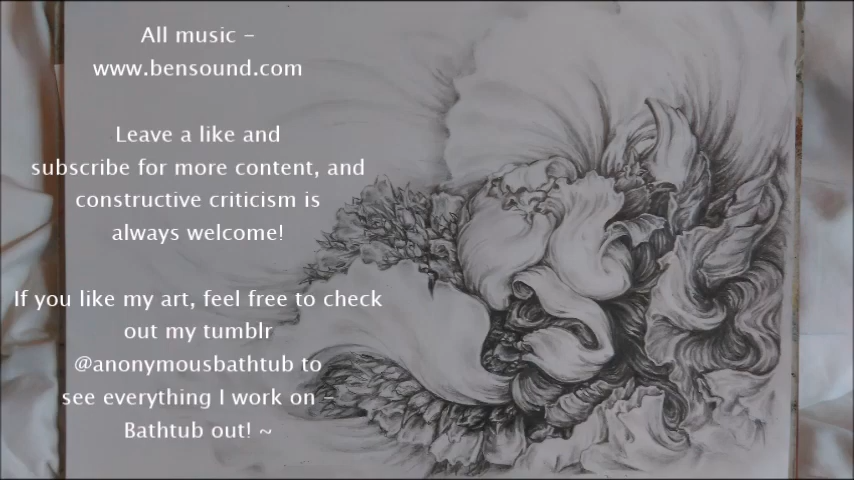 All music -
www.bensound.com
Leave a like and
subscribe for more content, and
constructive criticism is
always welcome!
If you like my art, feel free to check
out my tumblr
@anonymousbathtub to
see everything I work on -
Bathtub out! ~